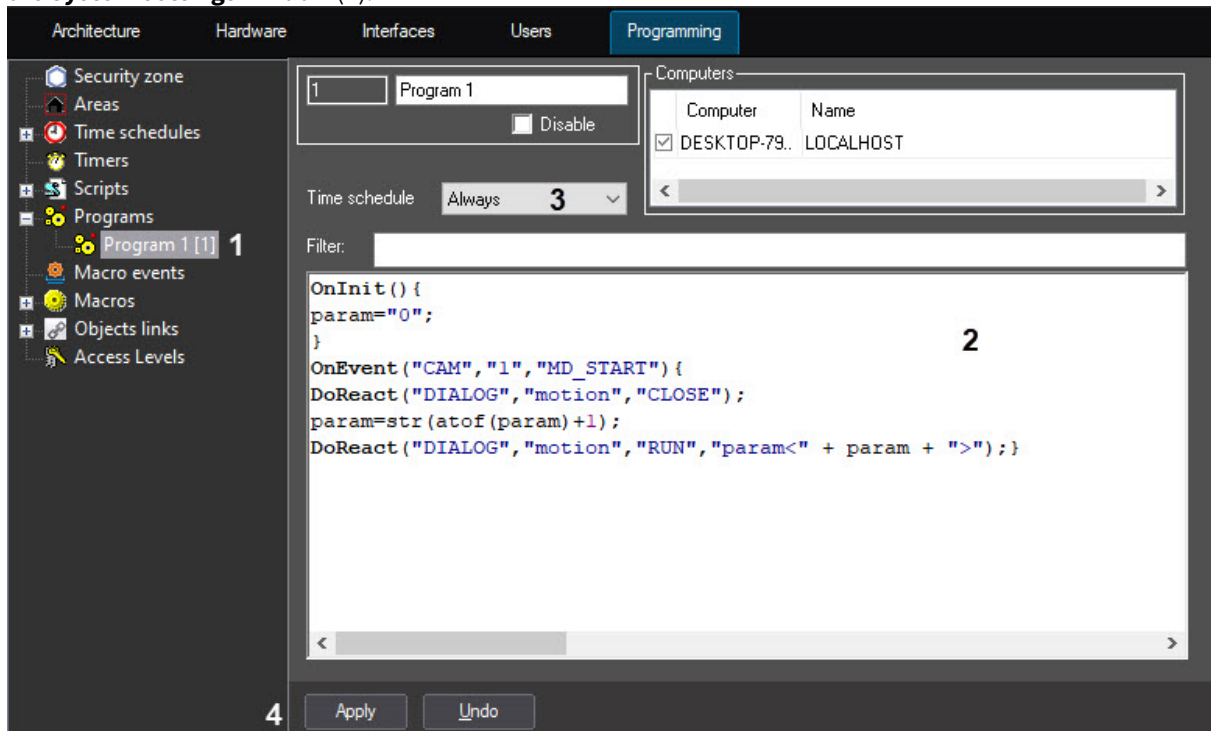 Architecture Hardware Interfaces Users Programming
Security zone
Areas
Time schedules
Timers
Scripts
Programs
Program 1 [1] 1
Macro events
Macros
Objects links
Access Levels
1 Program 1
Disable
Computers
Computer Name
DESKTOP-79.. LOCALHOST
Time schedule Always 3
Filter:
OnInit(){
param="0";
}
OnEvent("CAM","1","MD_START"){
DoReact("DIALOG","motion","CLOSE");
param=str(atof(param)+1);
DoReact("DIALOG","motion","RUN","param<" + param + ">");}
2
4 Apply Undo